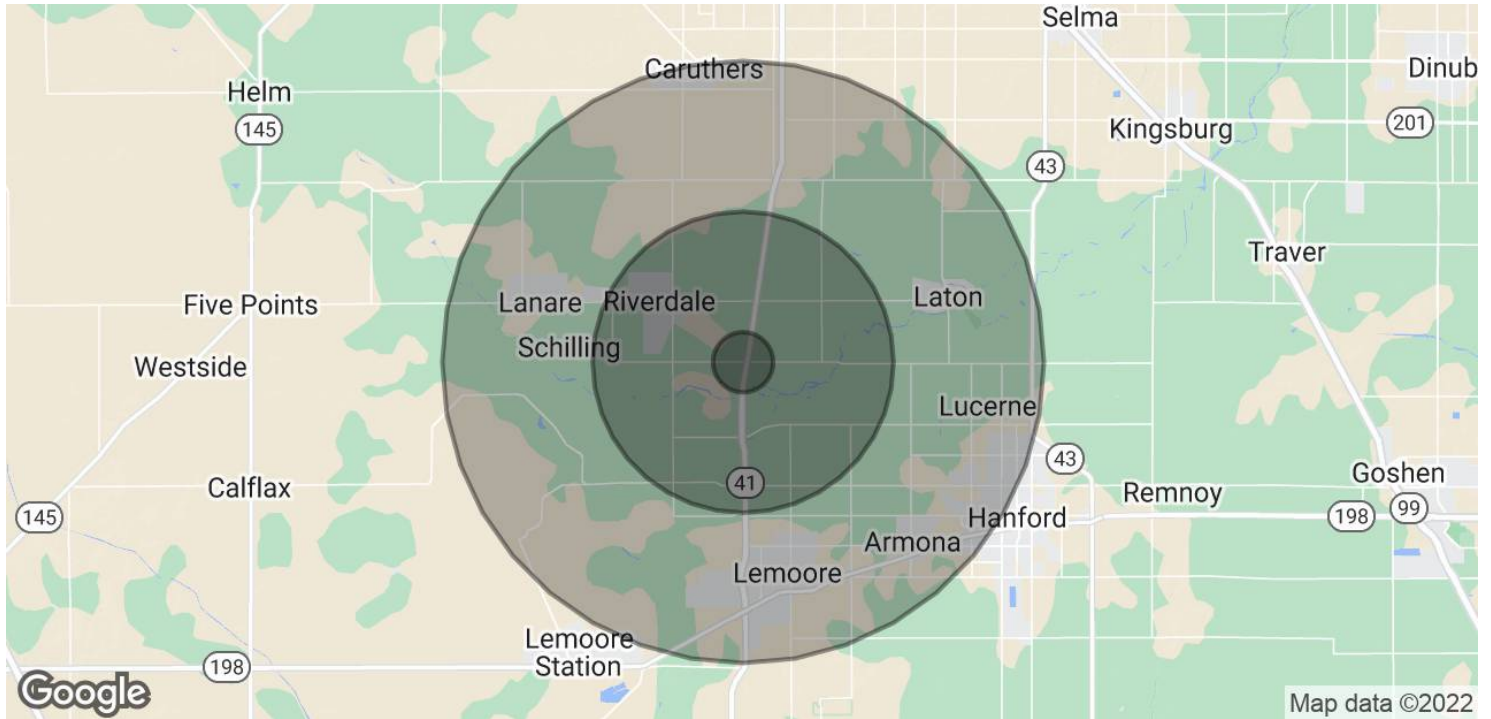 Selma
Caruthers
Dinub
Helm
145
201
Kingsburg
43
Traver
Laton
Lanare
Riverdale
Five Points
Schilling
Westside
Lucerne
43
Goshen
41
Calflax
Remnoy
145
Hanford
198
99
Armona
Lemoore
Lemoore
Station
198
Google
Map data ©2022